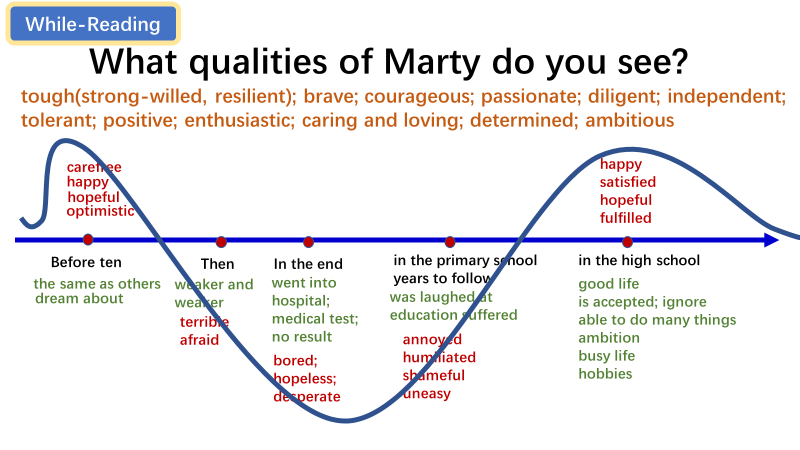 While-Reading
What qualities of Marty do you see?
tough(strong-willed, resilient); brave; courageous; passionate; diligent; independent;
tolerant; positive; enthusiastic; caring and loving; determined; ambitious
carefree
happy
hopeful
optimistic
happy
satisfied
hopeful
fulfilled
Before ten
the same as others
dream about
Then
weaker and
weaker
terrible
afraid
In the end
went into
hospital;
medical test;
no result
bored;
hopeless;
desperate
in the primary school
years to follow
was laughed at
education suffered
annoyed
humiliated
shameful
uneasy
in the high school
good life
is accepted; ignore
able to do many things
ambition
busy life
hobbies